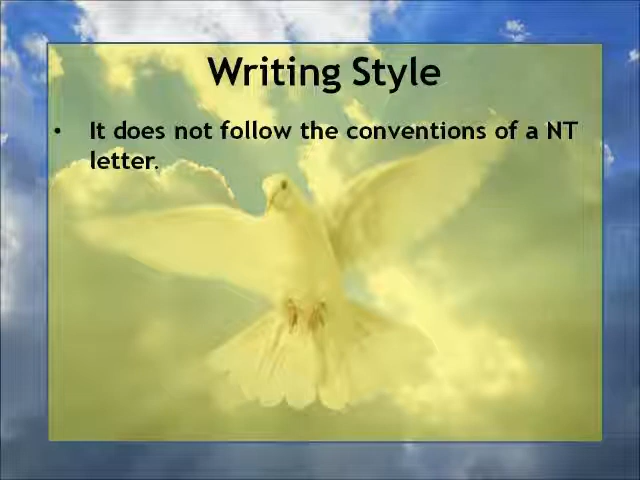 Writing Style
• It does not follow the conventions of a NT
letter.